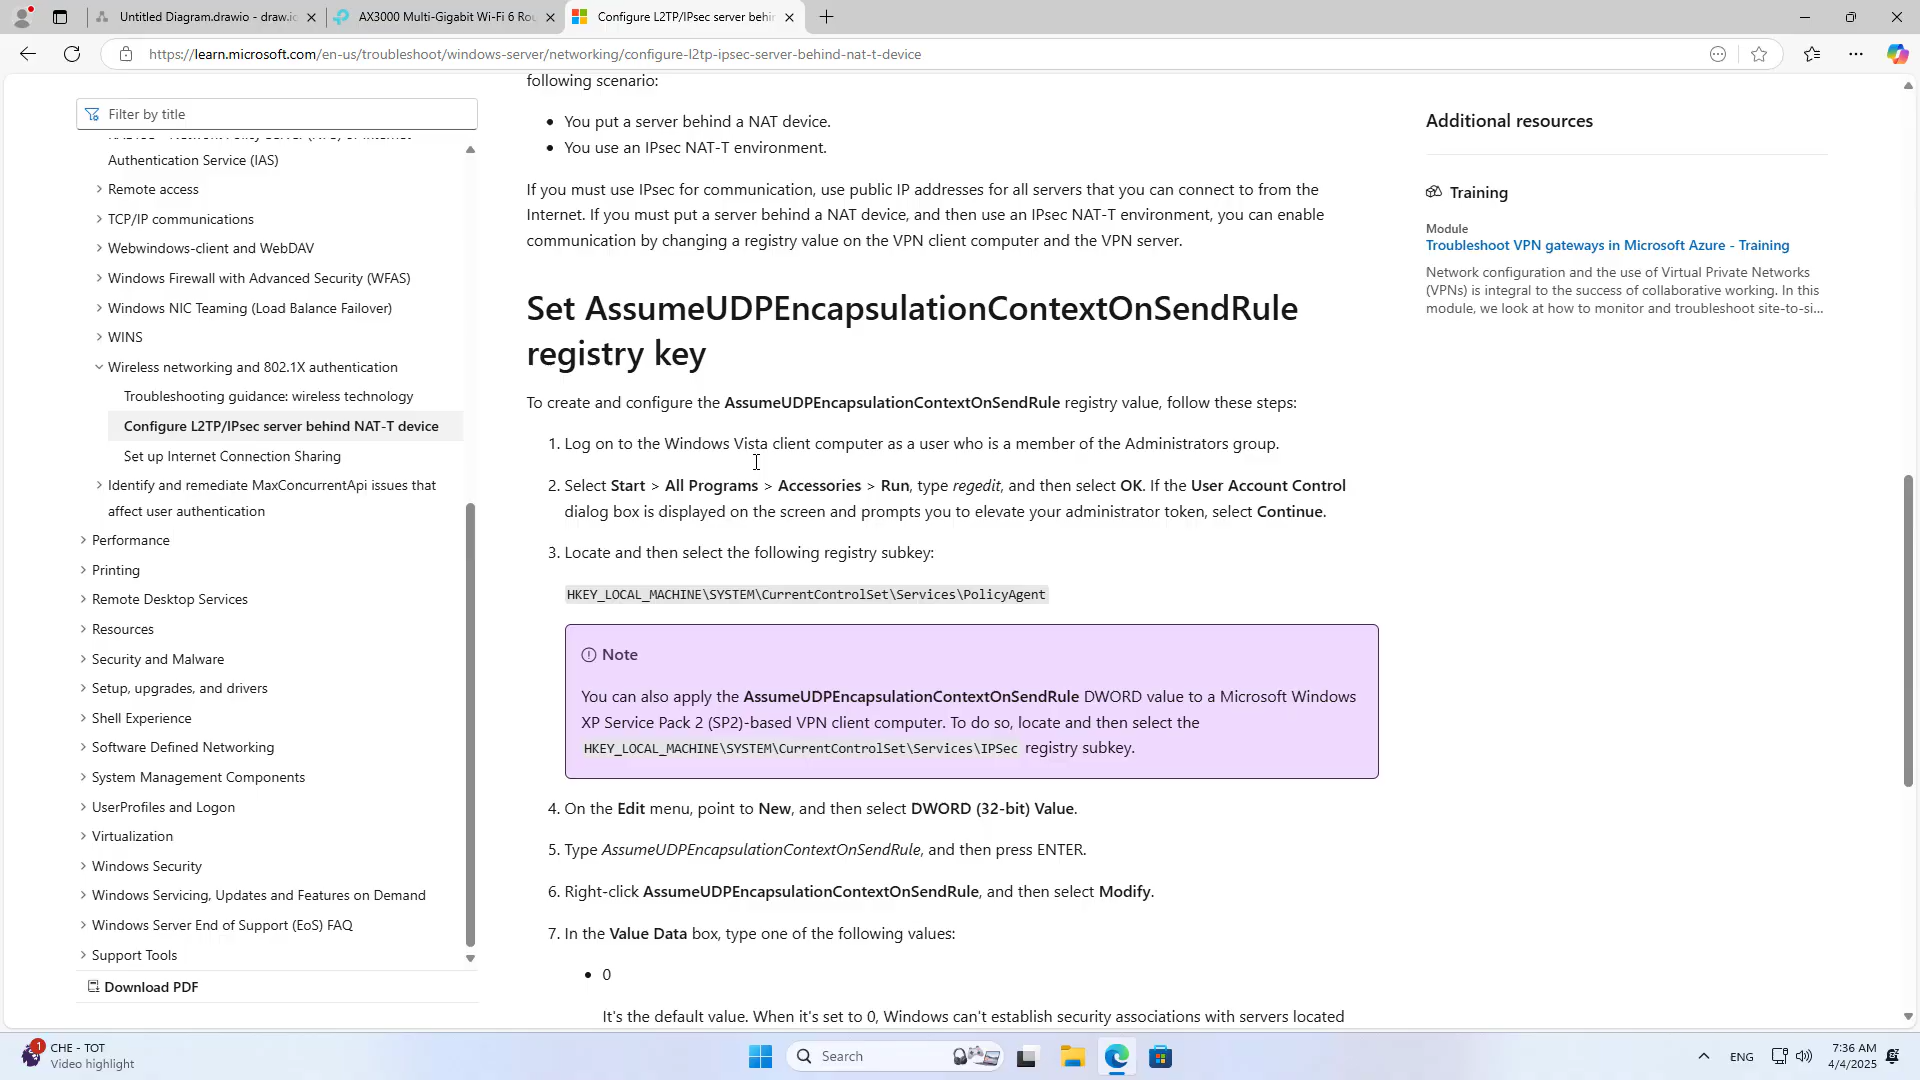 Untitled Diagram.drawio - draw.io
AX3000 Multi-Gigabit Wi-Fi 6 Rou
Configure L2TP/IPsec server behin
https://learn.microsoft.com/en-us/troubleshoot/windows-server/networking/configure-l2tp-ipsec-server-behind-nat-t-device
Filter by title
Authentication Service (IAS)
Remote access
TCP/IP communications
Webwindows-client and WebDAV
Windows Firewall with Advanced Security (WFAS)
Windows NIC Teaming (Load Balance Failover)
WINS
Wireless networking and 802.1X authentication
Troubleshooting guidance: wireless technology
Configure L2TP/IPsec server behind NAT-T device
Set up Internet Connection Sharing
Identify and remediate MaxConcurrentApi issues that
affect user authentication
Performance
Printing
Remote Desktop Services
Resources
Security and Malware
Setup, upgrades, and drivers
Shell Experience
Software Defined Networking
System Management Components
UserProfiles and Logon
Virtualization
Windows Security
Windows Servicing, Updates and Features on Demand
Windows Server End of Support (EoS) FAQ
Support Tools
Download PDF
following scenario:
• You put a server behind a NAT device.
• You use an IPsec NAT-T environment.
If you must use IPsec for communication, use public IP addresses for all servers that you can connect to from the
Internet. If you must put a server behind a NAT device, and then use an IPsec NAT-T environment, you can enable
communication by changing a registry value on the VPN client computer and the VPN server.
Set AssumeUDPEncapsulationContextOnSendRule
registry key
To create and configure the AssumeUDPEncapsulationContextOnSendRule registry value, follow these steps:
1. Log on to the Windows Vista client computer as a user who is a member of the Administrators group.
2. Select Start > All Programs > Accessories > Run, type regedit, and then select OK. If the User Account Control
dialog box is displayed on the screen and prompts you to elevate your administrator token, select Continue.
3. Locate and then select the following registry subkey:
HKEY_LOCAL_MACHINE\SYSTEM\CurrentControlSet\Services\PolicyAgent
Note
You can also apply the AssumeUDPEncapsulationContextOnSendRule DWORD value to a Microsoft Windows
XP Service Pack 2 (SP2)-based VPN client computer. To do so, locate and then select the
HKEY_LOCAL_MACHINE\SYSTEM\CurrentControlSet\Services\IPSec registry subkey.
4. On the Edit menu, point to New, and then select DWORD (32-bit) Value.
5. Type AssumeUDPEncapsulationContextOnSendRule, and then press ENTER.
6. Right-click AssumeUDPEncapsulationContextOnSendRule, and then select Modify.
7. In the Value Data box, type one of the following values:
• 0
It's the default value. When it's set to 0, Windows can't establish security associations with servers located
Additional resources
Training
Module
Troubleshoot VPN gateways in Microsoft Azure - Training
Network configuration and the use of Virtual Private Networks
(VPNs) is integral to the success of collaborative working. In this
module, we look at how to monitor and troubleshoot site-to-si...
1
CHE - TOT
Video highlight
Search
ENG
7:36 AM
4/4/2025